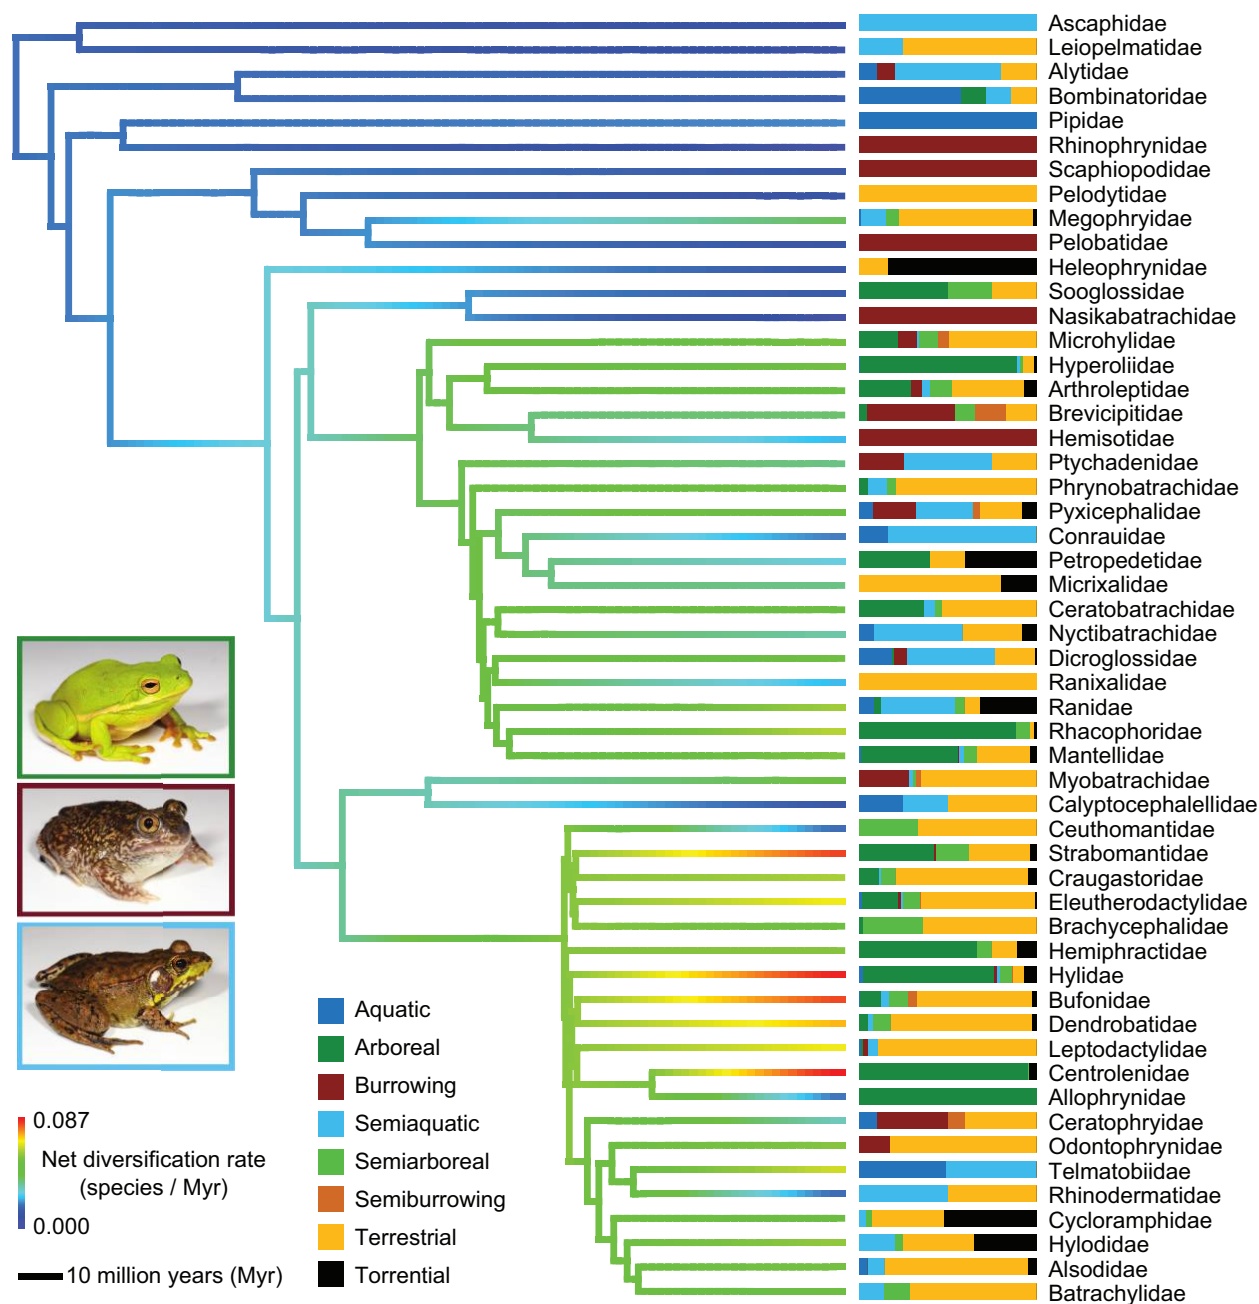 Ascaphidae
Leiopelmatidae
Alytidae
Bombinatoridae
Pipidae
Rhinophrynidae
Scaphiopodidae
Pelodytidae
Megophryidae
Pelobatidae
Heleophrynidae
Sooglossidae
Nasikabatrachidae
Microhylidae
Hyperoliidae
Arthroleptidae
Brevicipitidae
Hemisotidae
Ptychadenidae
Phrynobatrachidae
Pyxicephalidae
Conrauidae
Petropedetidae
Micrixalidae
Ceratobatrachidae
Nyctibatrachidae
Dicroglossidae
Ranixalidae
Ranidae
Rhacophoridae
Mantellidae
Myobatrachidae
Calyptocephalellidae
Ceuthomantidae
Strabomantidae
Craugastoridae
Eleutherodactylidae
Brachycephalidae
Hemiphractidae
Hylidae
Bufonidae
Dendrobatidae
Leptodactylidae
Centrolenidae
Allophrynidae
Ceratophryidae
Odontophrynidae
Telmatobiidae
Rhinodermatidae
Cycloramphidae
Hylodidae
Alsodidae
Batrachylidae
Aquatic
Arboreal
Burrowing
Semiaquatic
Semiarboreal
Semiburrowing
Terrestrial
Torrential
0.087
Net diversification rate
(species / Myr)
0.000
10 million years (Myr)